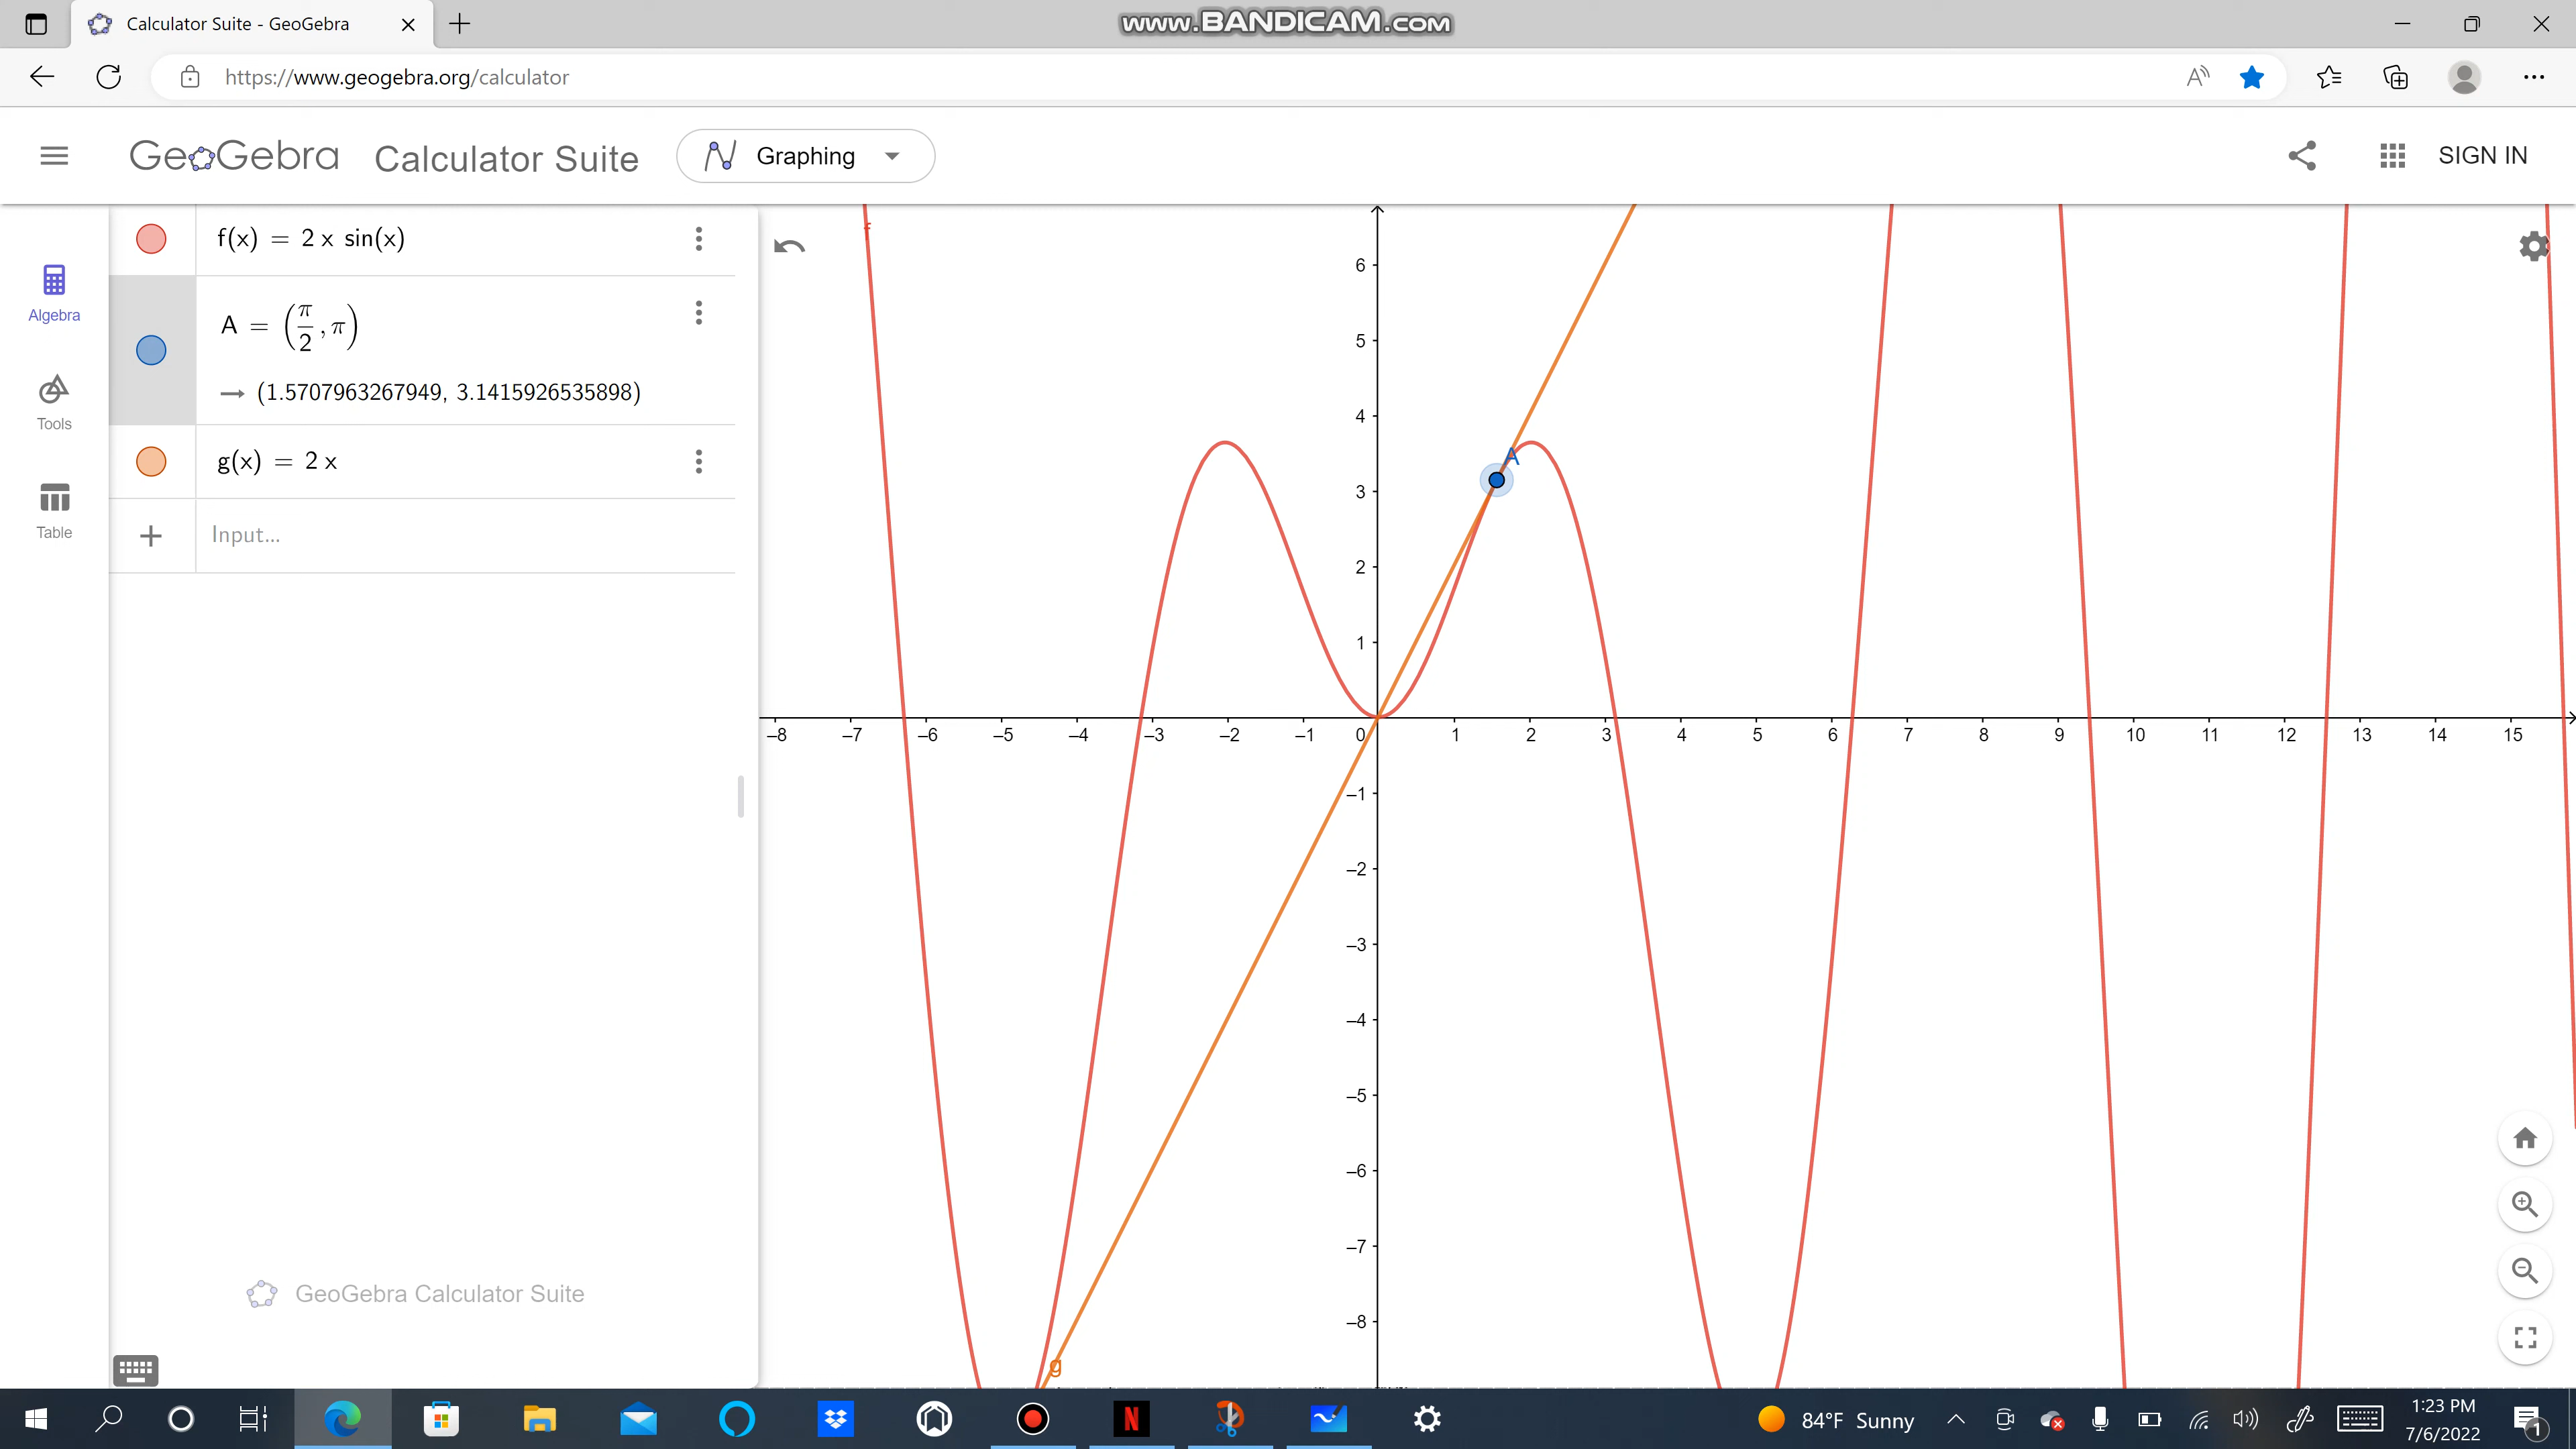 Calculator Suite - GeoGebra
www.BANDICAM.com
https://www.geogebra.org/calculator
GeoGebra Calculator Suite Graphing SIGN IN
f(x) = 2 x sin(x)
A = (π/2, π)
→ (1.5707963267949, 3.1415926535898)
g(x) = 2 x
Input...
Algebra
Tools
Table
GeoGebra Calculator Suite
f
A
g
6
5
4
3
2
1
–8 –7 –6 –5 –4 –3 –2 –1 0 1 2 3 4 5 6 7 8 9 10 11 12 13 14 15
–1
–2
–3
–4
–5
–6
–7
–8
N
84°F Sunny
1:23 PM
7/6/2022
1